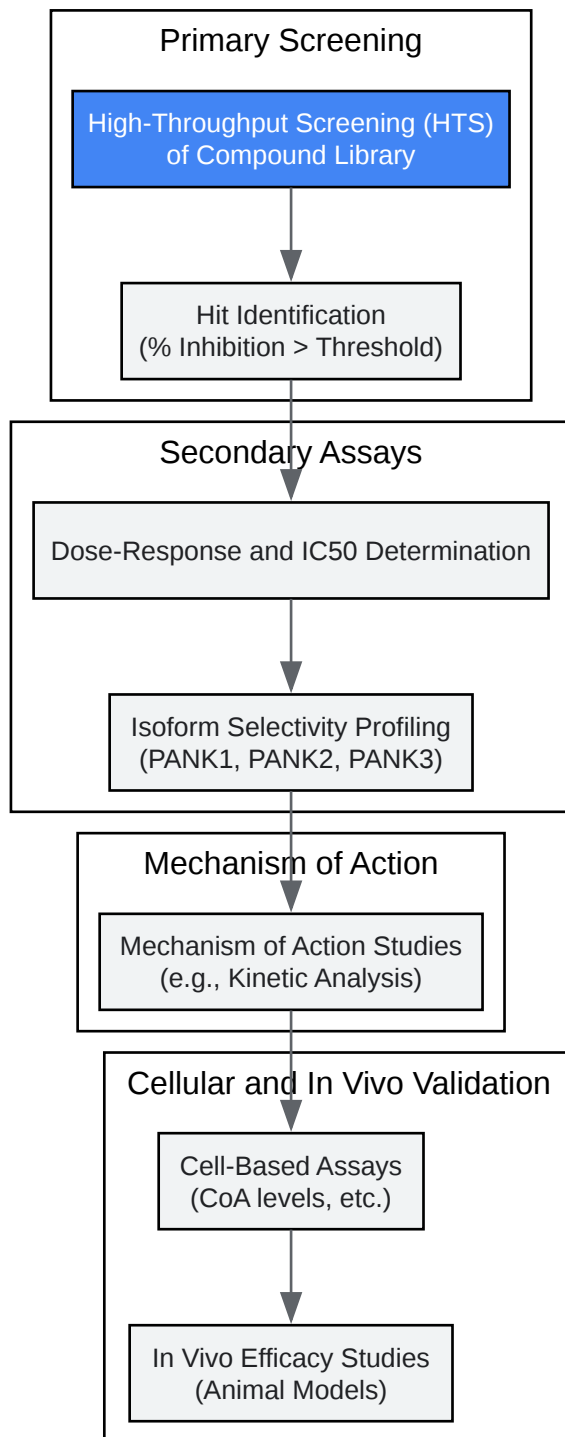 Primary Screening
High-Throughput Screening (HTS)
of Compound Library
Hit Identification
(% Inhibition > Threshold)
Secondary Assays
Dose-Response and IC50 Determination
Isoform Selectivity Profiling
(PANK1, PANK2, PANK3)
Mechanism of Action
Mechanism of Action Studies
(e.g., Kinetic Analysis)
Cellular and In Vivo Validation
Cell-Based Assays
(CoA levels, etc.)
In Vivo Efficacy Studies
(Animal Models)